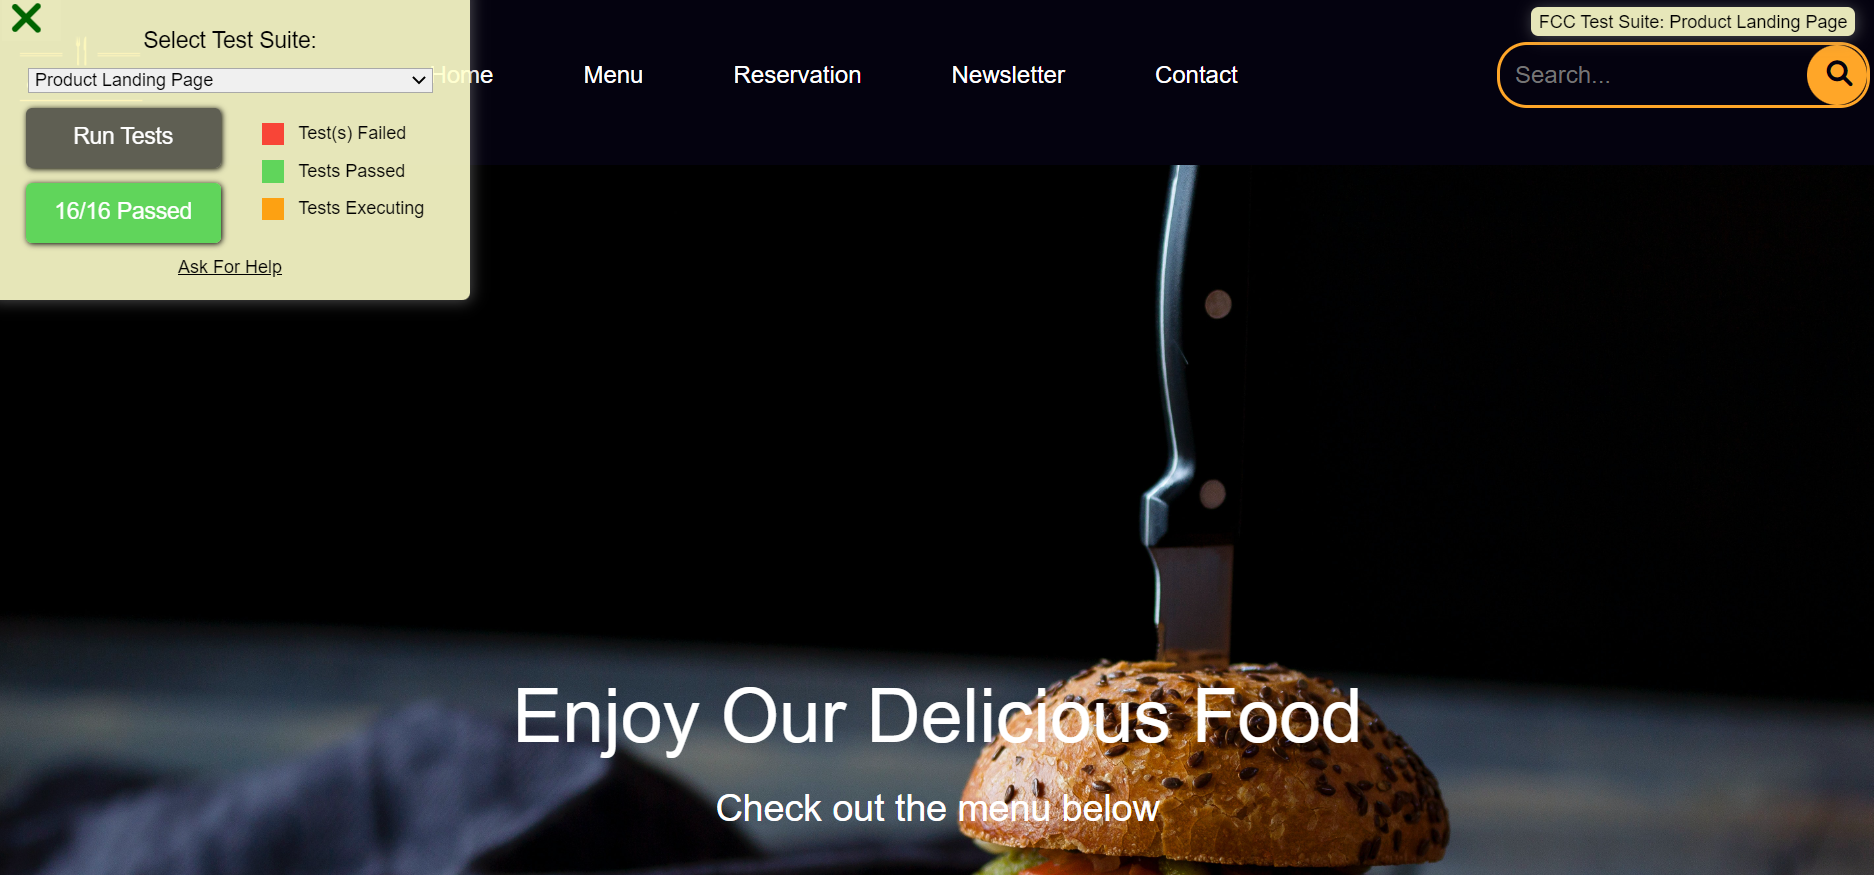 Select Test Suite:
Product Landing Page
Run Tests
16/16 Passed
Test(s) Failed
Tests Passed
Tests Executing
Ask For Help
Home
Menu
Reservation
Newsletter
Contact
FCC Test Suite: Product Landing Page
Search...
Enjoy Our Delicious Food
Check out the menu below